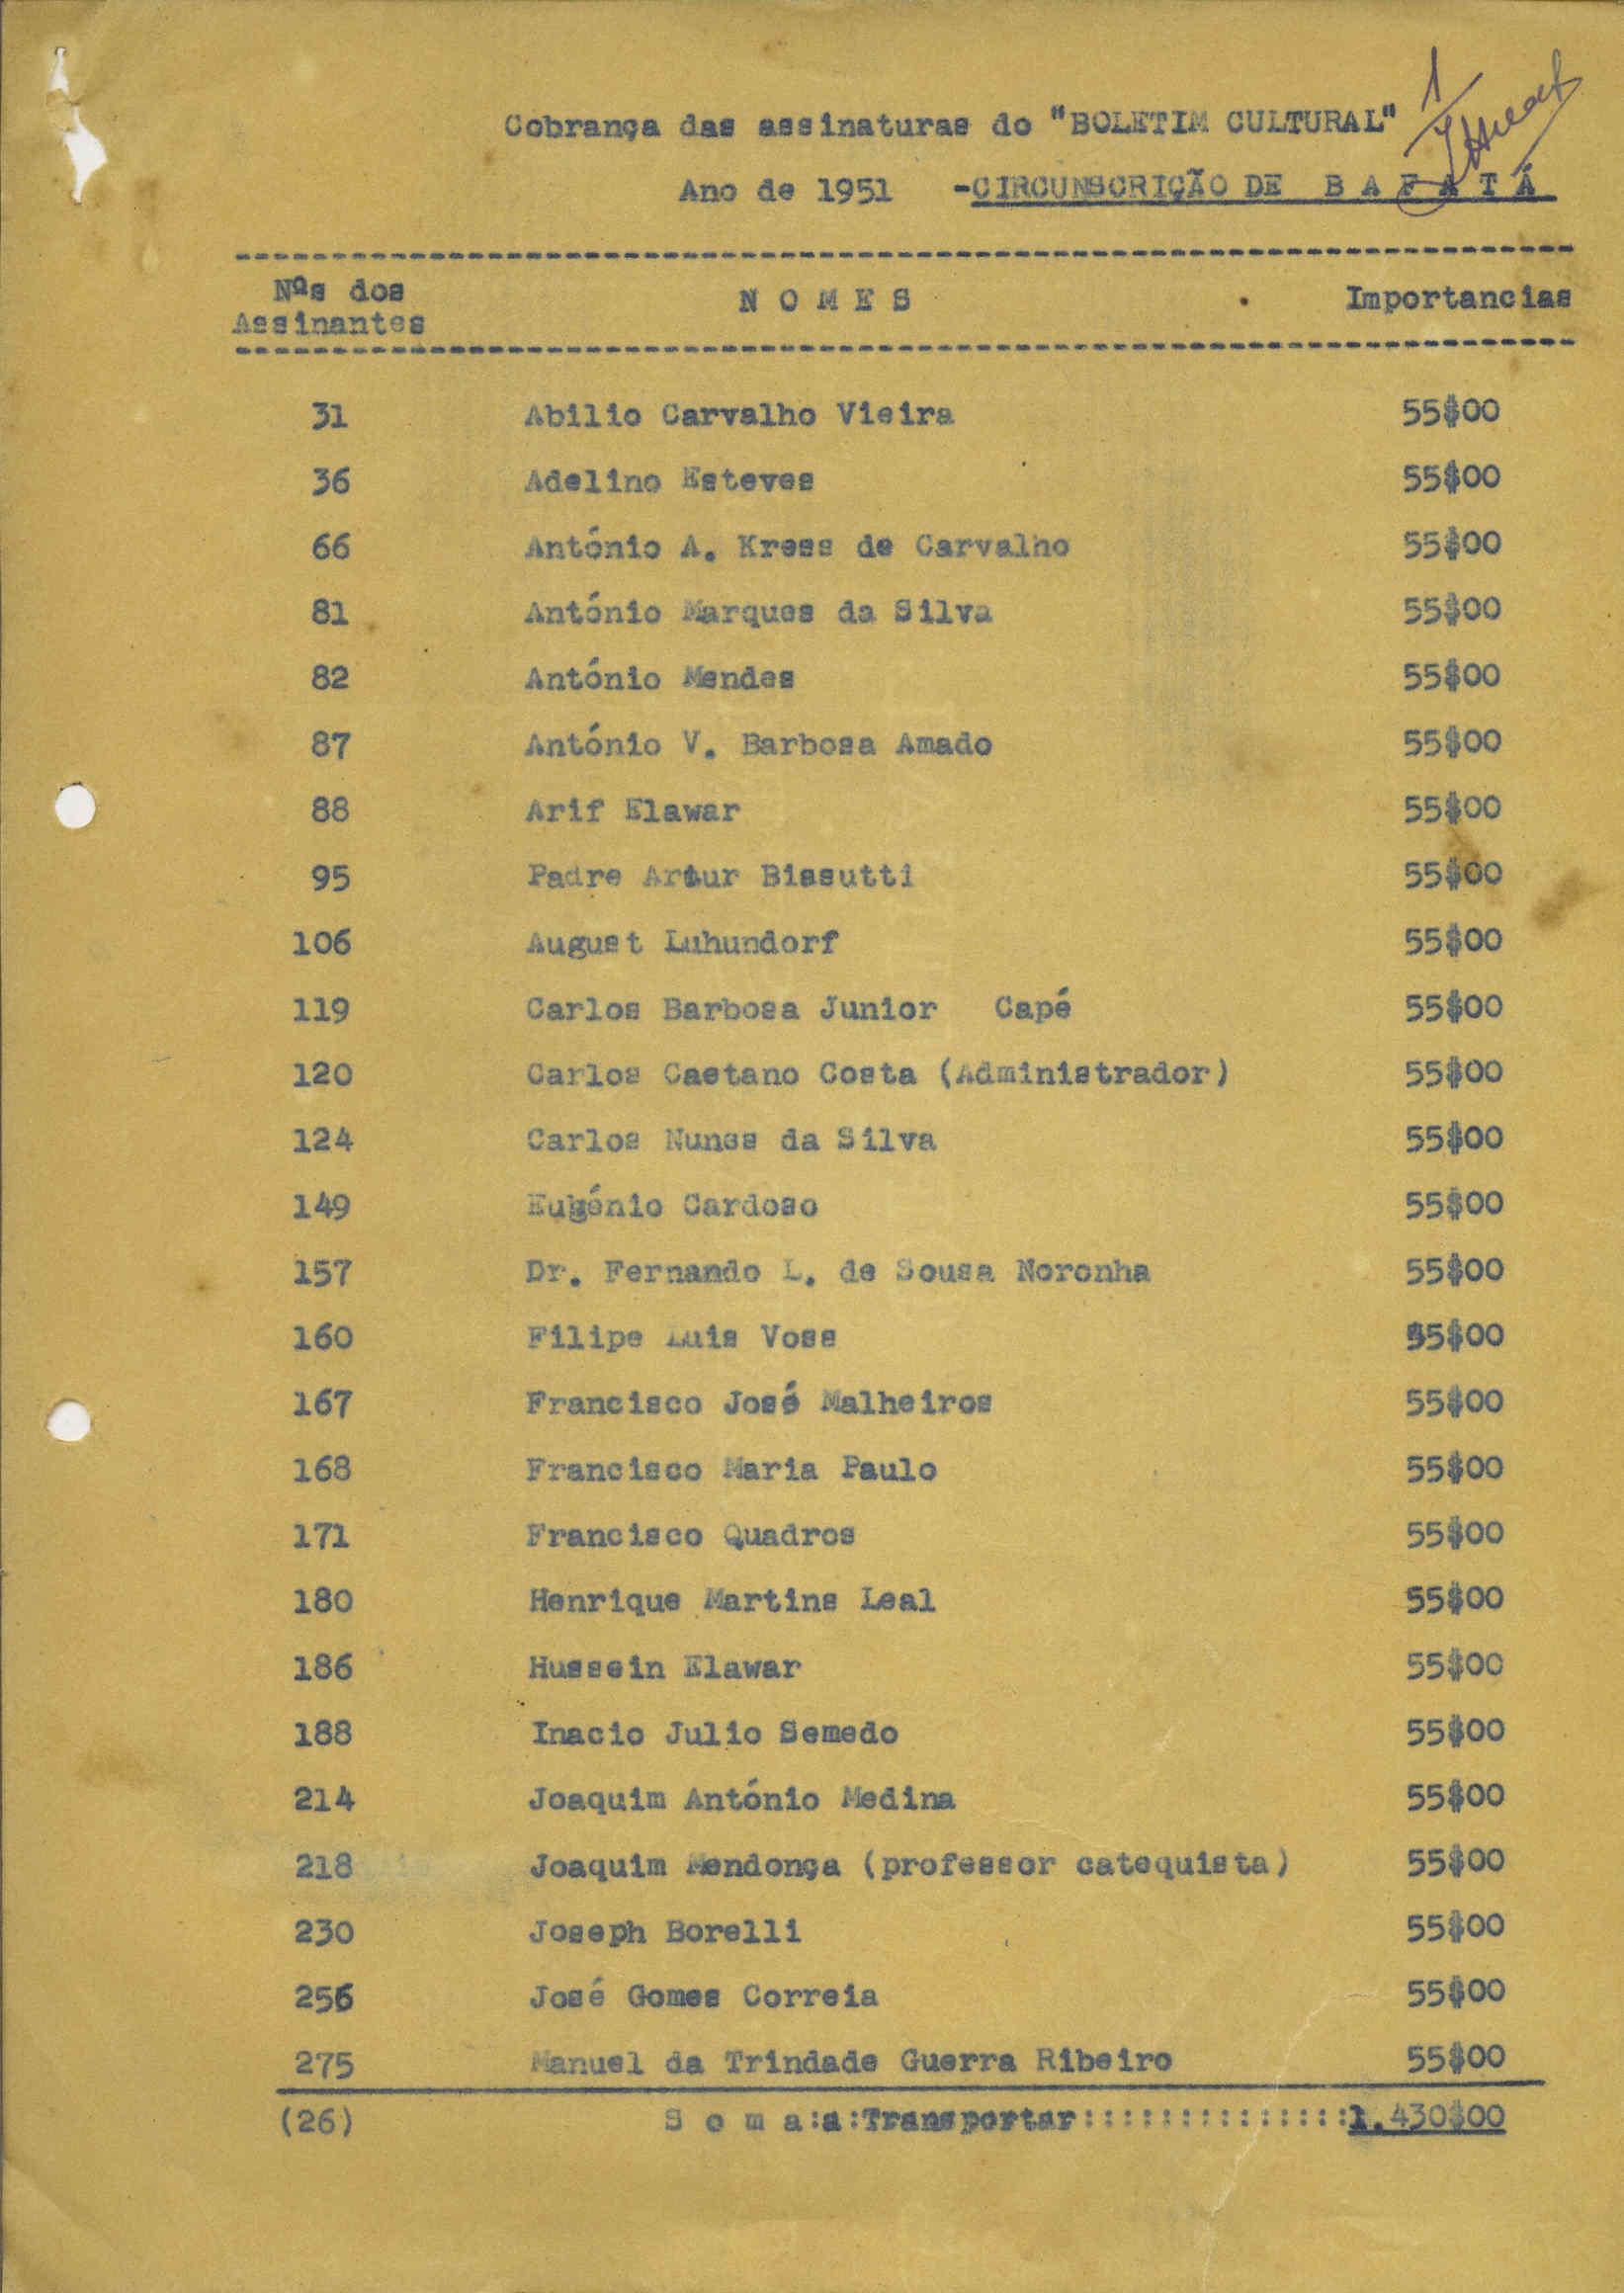 1
Cobrança das assinaturas do "BOLETIM CULTURAL"
Ano de 1951 -CIRCUNSCRIÇÃO DE B A F A T Á
Nºs dos
Assinantes N O M E S Importancias
31 Abilio Carvalho Vieira 55$00
36 Adelino Esteves 55$00
66 António A. Kress de Carvalho 55$00
81 António Marques da Silva 55$00
82 António Mendes 55$00
87 António V. Barbosa Amado 55$00
88 Arif Elawar 55$00
95 Padre Artur Bissutti 55$00
106 August Luhundorf 55$00
119 Carlos Barbosa Junior Capé 55$00
120 Carlos Caetano Costa (Administrador) 55$00
124 Carlos Nunes da Silva 55$00
149 Eugénio Cardoso 55$00
157 Dr. Fernando L. de Sousa Noronha 55$00
160 Filipe Luis Voss 55$00
167 Francisco José Malheiros 55$00
168 Francisco Maria Paulo 55$00
171 Francisco Quadros 55$00
180 Henrique Martins Leal 55$00
186 Hussein Elawar 55$00
188 Inacio Julio Semedo 55$00
214 Joaquim António Medina 55$00
218 Joaquim Mendonça (professor catequista) 55$00
230 Joseph Borelli 55$00
256 José Gomes Correia 55$00
275 Manuel da Trindade Guerra Ribeiro 55$00
(26) S o m a:a:Transportar::::::::::::::1.430$00